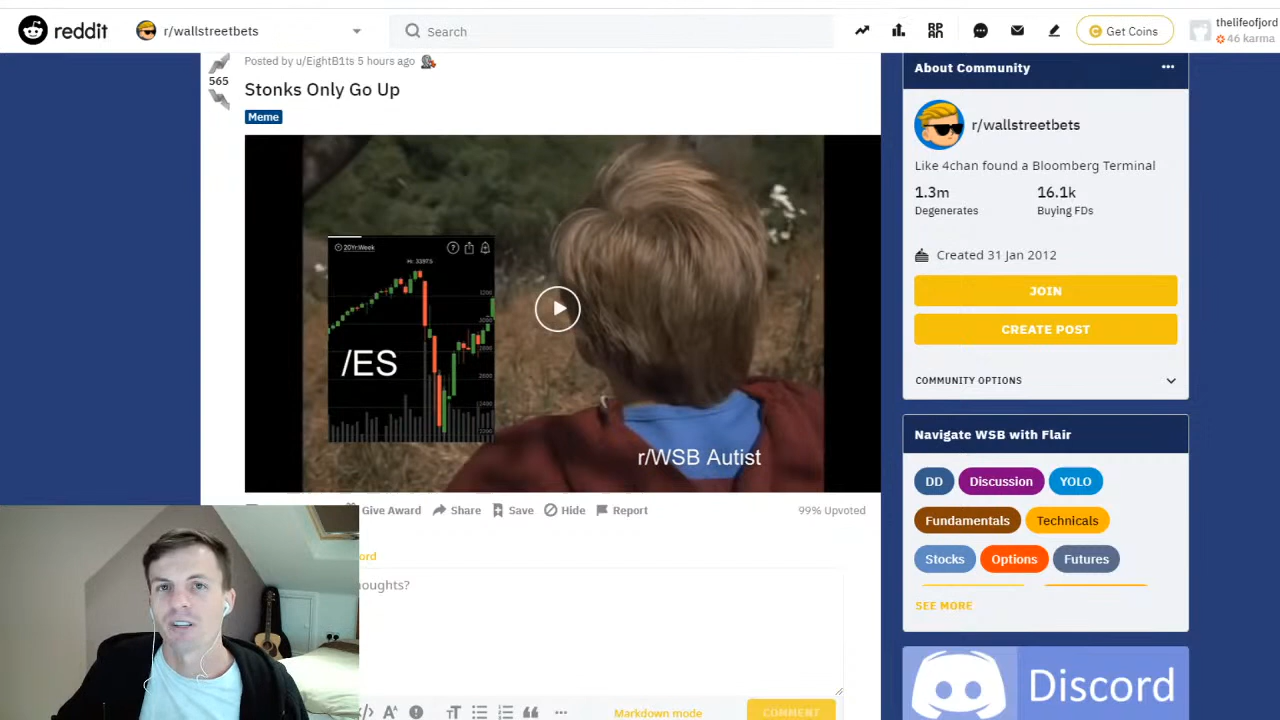 reddit
r/wallstreetbets
Search
Get Coins
thelifeofjord
46 karma
Posted by u/EightB1ts 5 hours ago
565
Stonks Only Go Up
Meme
20Yr:Week
/ES
r/WSB Autist
Give Award
Share
Save
Hide
Report
99% Upvoted
ord
oughts?
Markdown mode
COMMENT
About Community
r/wallstreetbets
Like 4chan found a Bloomberg Terminal
1.3m
16.1k
Degenerates
Buying FDs
Created 31 Jan 2012
JOIN
CREATE POST
COMMUNITY OPTIONS
Navigate WSB with Flair
DD
Discussion
YOLO
Fundamentals
Technicals
Stocks
Options
Futures
SEE MORE
Discord